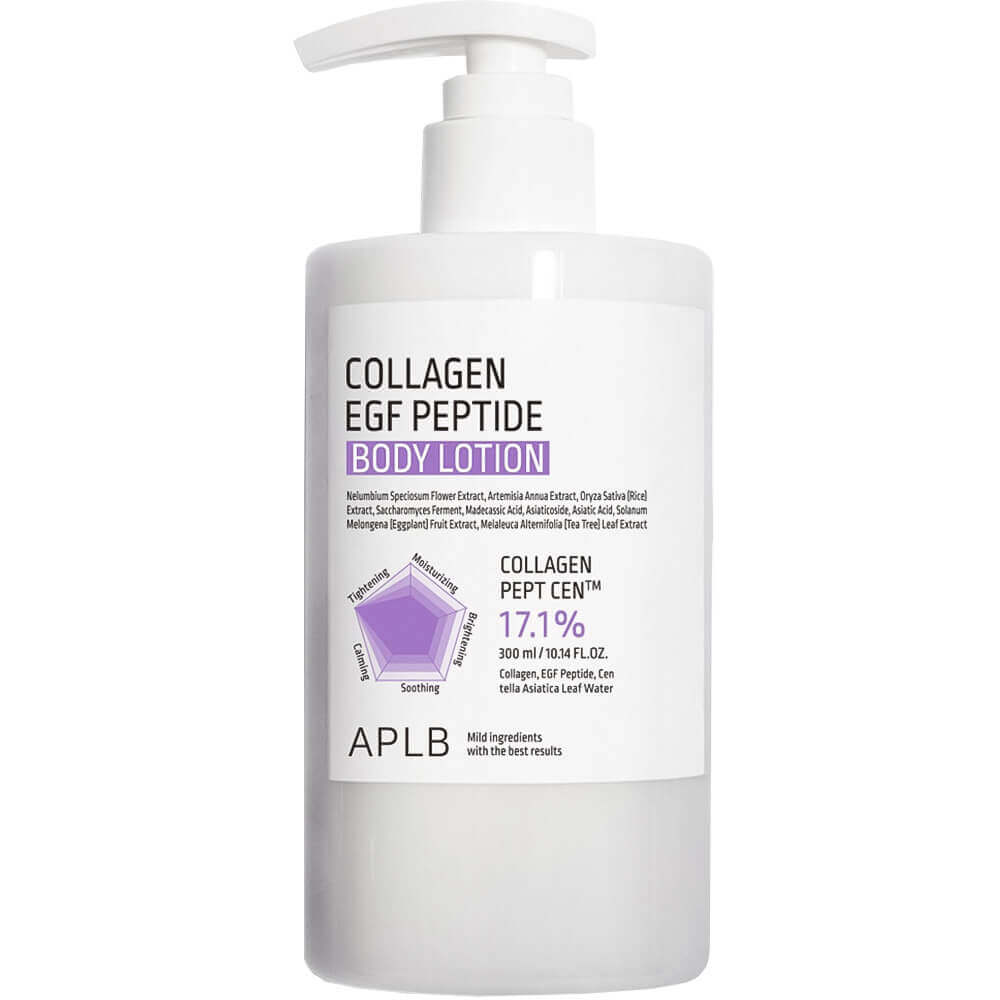 COLLAGEN
EGF PEPTIDE
BODY LOTION
Nelumbium Speciosum Flower Extract, Artemisia Annua Extract, Oryza Sativa (Rice)
Extract, Saccharomyces Ferment, Madecassic Acid, Asiaticoside, Asiatic Acid, Solanum
Melongena (Eggplant) Fruit Extract, Melaleuca Alternifolia (Tea Tree) Leaf Extract
Tightening
Moisturizing
Brightening
Soothing
Calming
COLLAGEN
PEPT CEN™
17.1%
300 ml / 10.14 FL.OZ.
Collagen, EGF Peptide, Cen
tella Asiatica Leaf Water
APLB
Mild ingredients
with the best results